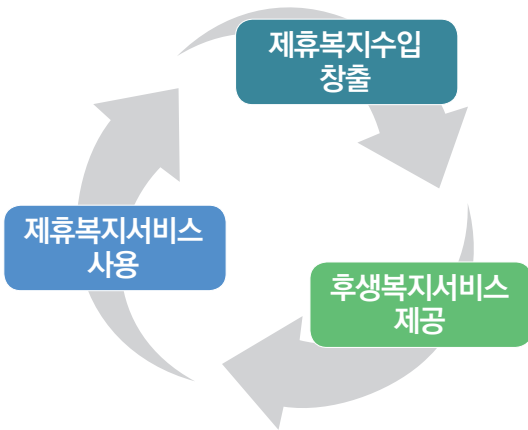 제휴복지수입
창출
제휴복지서비스
사용
후생복지서비스
제공